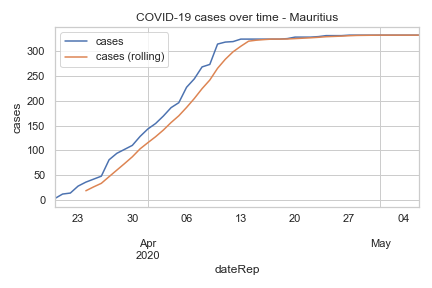 COVID-19 cases over time - Mauritius
cases
cases (rolling)
300
250
200
150
100
50
0
cases
23
30
06
13
20
27
04
Apr
2020
May
dateRep